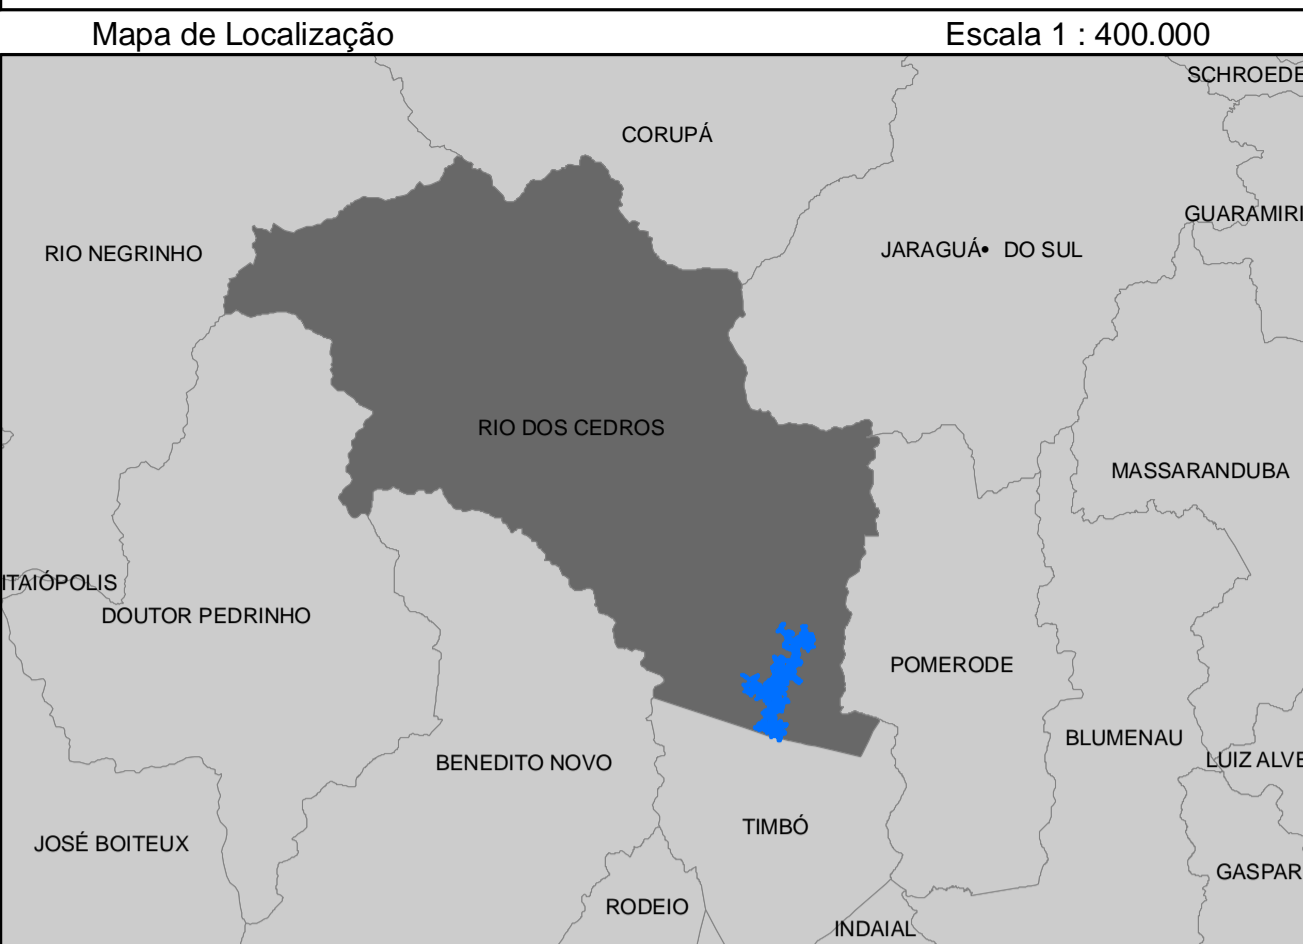 Mapa de Localização
Escala 1 : 400.000
SCHROEDE
CORUPÁ
GUARAMIRI
RIO NEGRINHO
JARAGUÁ• DO SUL
RIO DOS CEDROS
MASSARANDUBA
ITAIÓPOLIS
DOUTOR PEDRINHO
POMERODE
BLUMENAU
BENEDITO NOVO
LUIZ ALVE
TIMBÓ
JOSÉ BOITEUX
GASPAR
RODEIO
INDAIAL